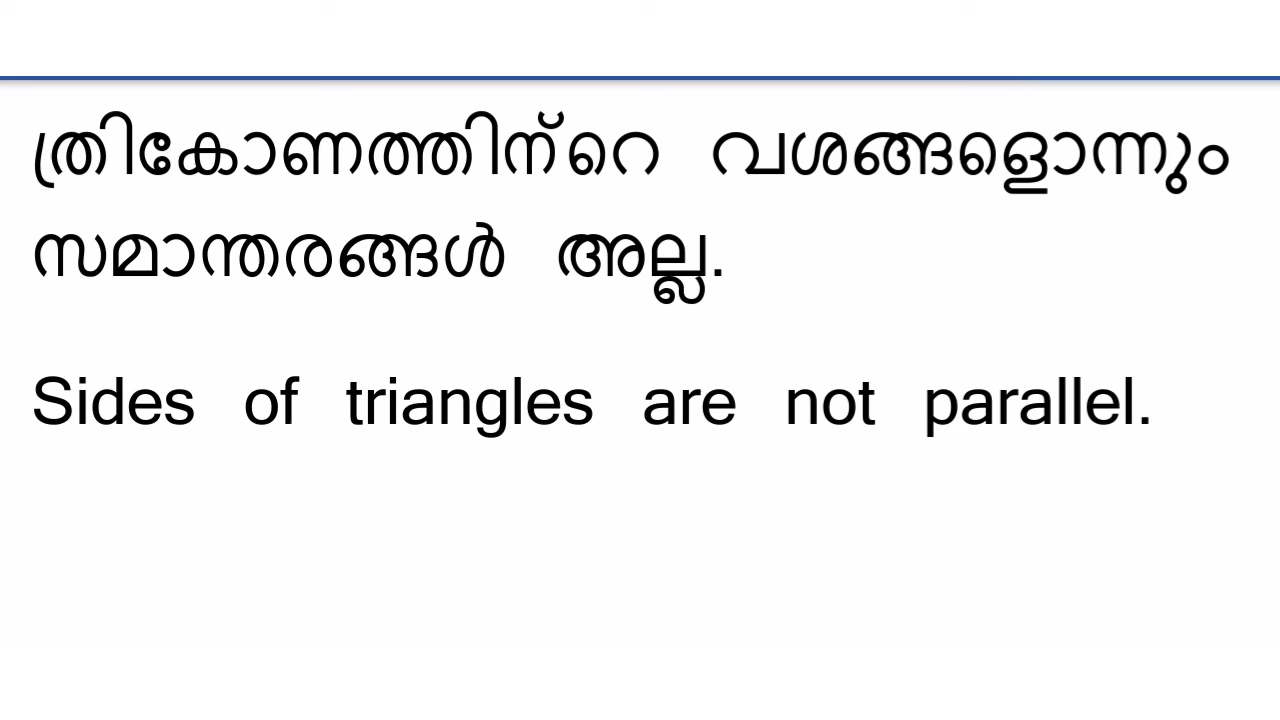 ത്രികോണത്തിന്റെ വശങ്ങളൊന്നും
സമാന്തരങ്ങൾ അല്ല.
Sides of triangles are not parallel.